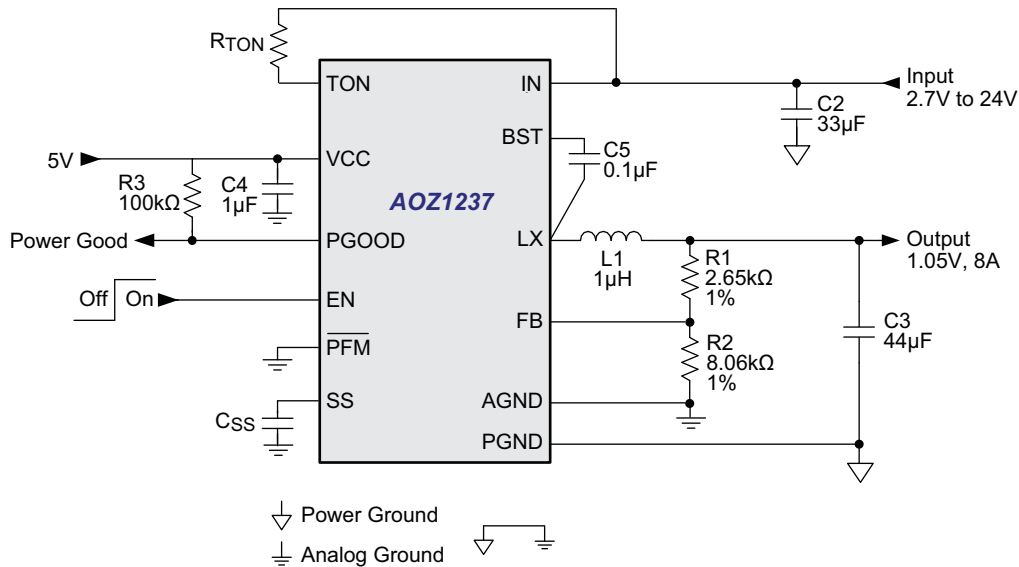 RTON
TON
IN
Input
2.7V to 24V
C2
33µF
BST
C5
0.1µF
5V
VCC
R3
100kΩ
C4
1µF
AOZ1237
Power Good
PGOOD
LX
L1
1µH
Output
1.05V, 8A
R1
2.65kΩ
1%
Off
On
EN
FB
C3
44µF
PFM
R2
8.06kΩ
1%
SS
CSS
AGND
PGND
Power Ground
Analog Ground